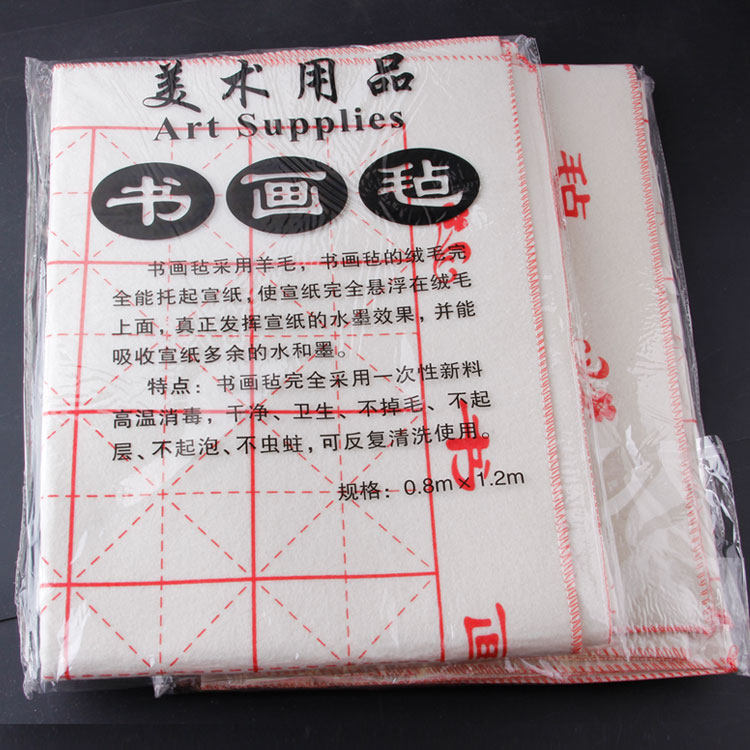 美术用品
Art Supplies
书画毡
书画毡采用羊毛，书画毡的绒毛完
全能托起宣纸，使宣纸完全悬浮在绒毛
上面，真正发挥宣纸的水墨效果，并能
吸收宣纸多余的水和墨。
特点：书画毡完全采用一次性新料
高温消毒，干净、卫生、不掉毛、不起
层、不起泡、不虫蛀，可反复清洗使用。
规格：0.8m×1.2m
书
画
毡